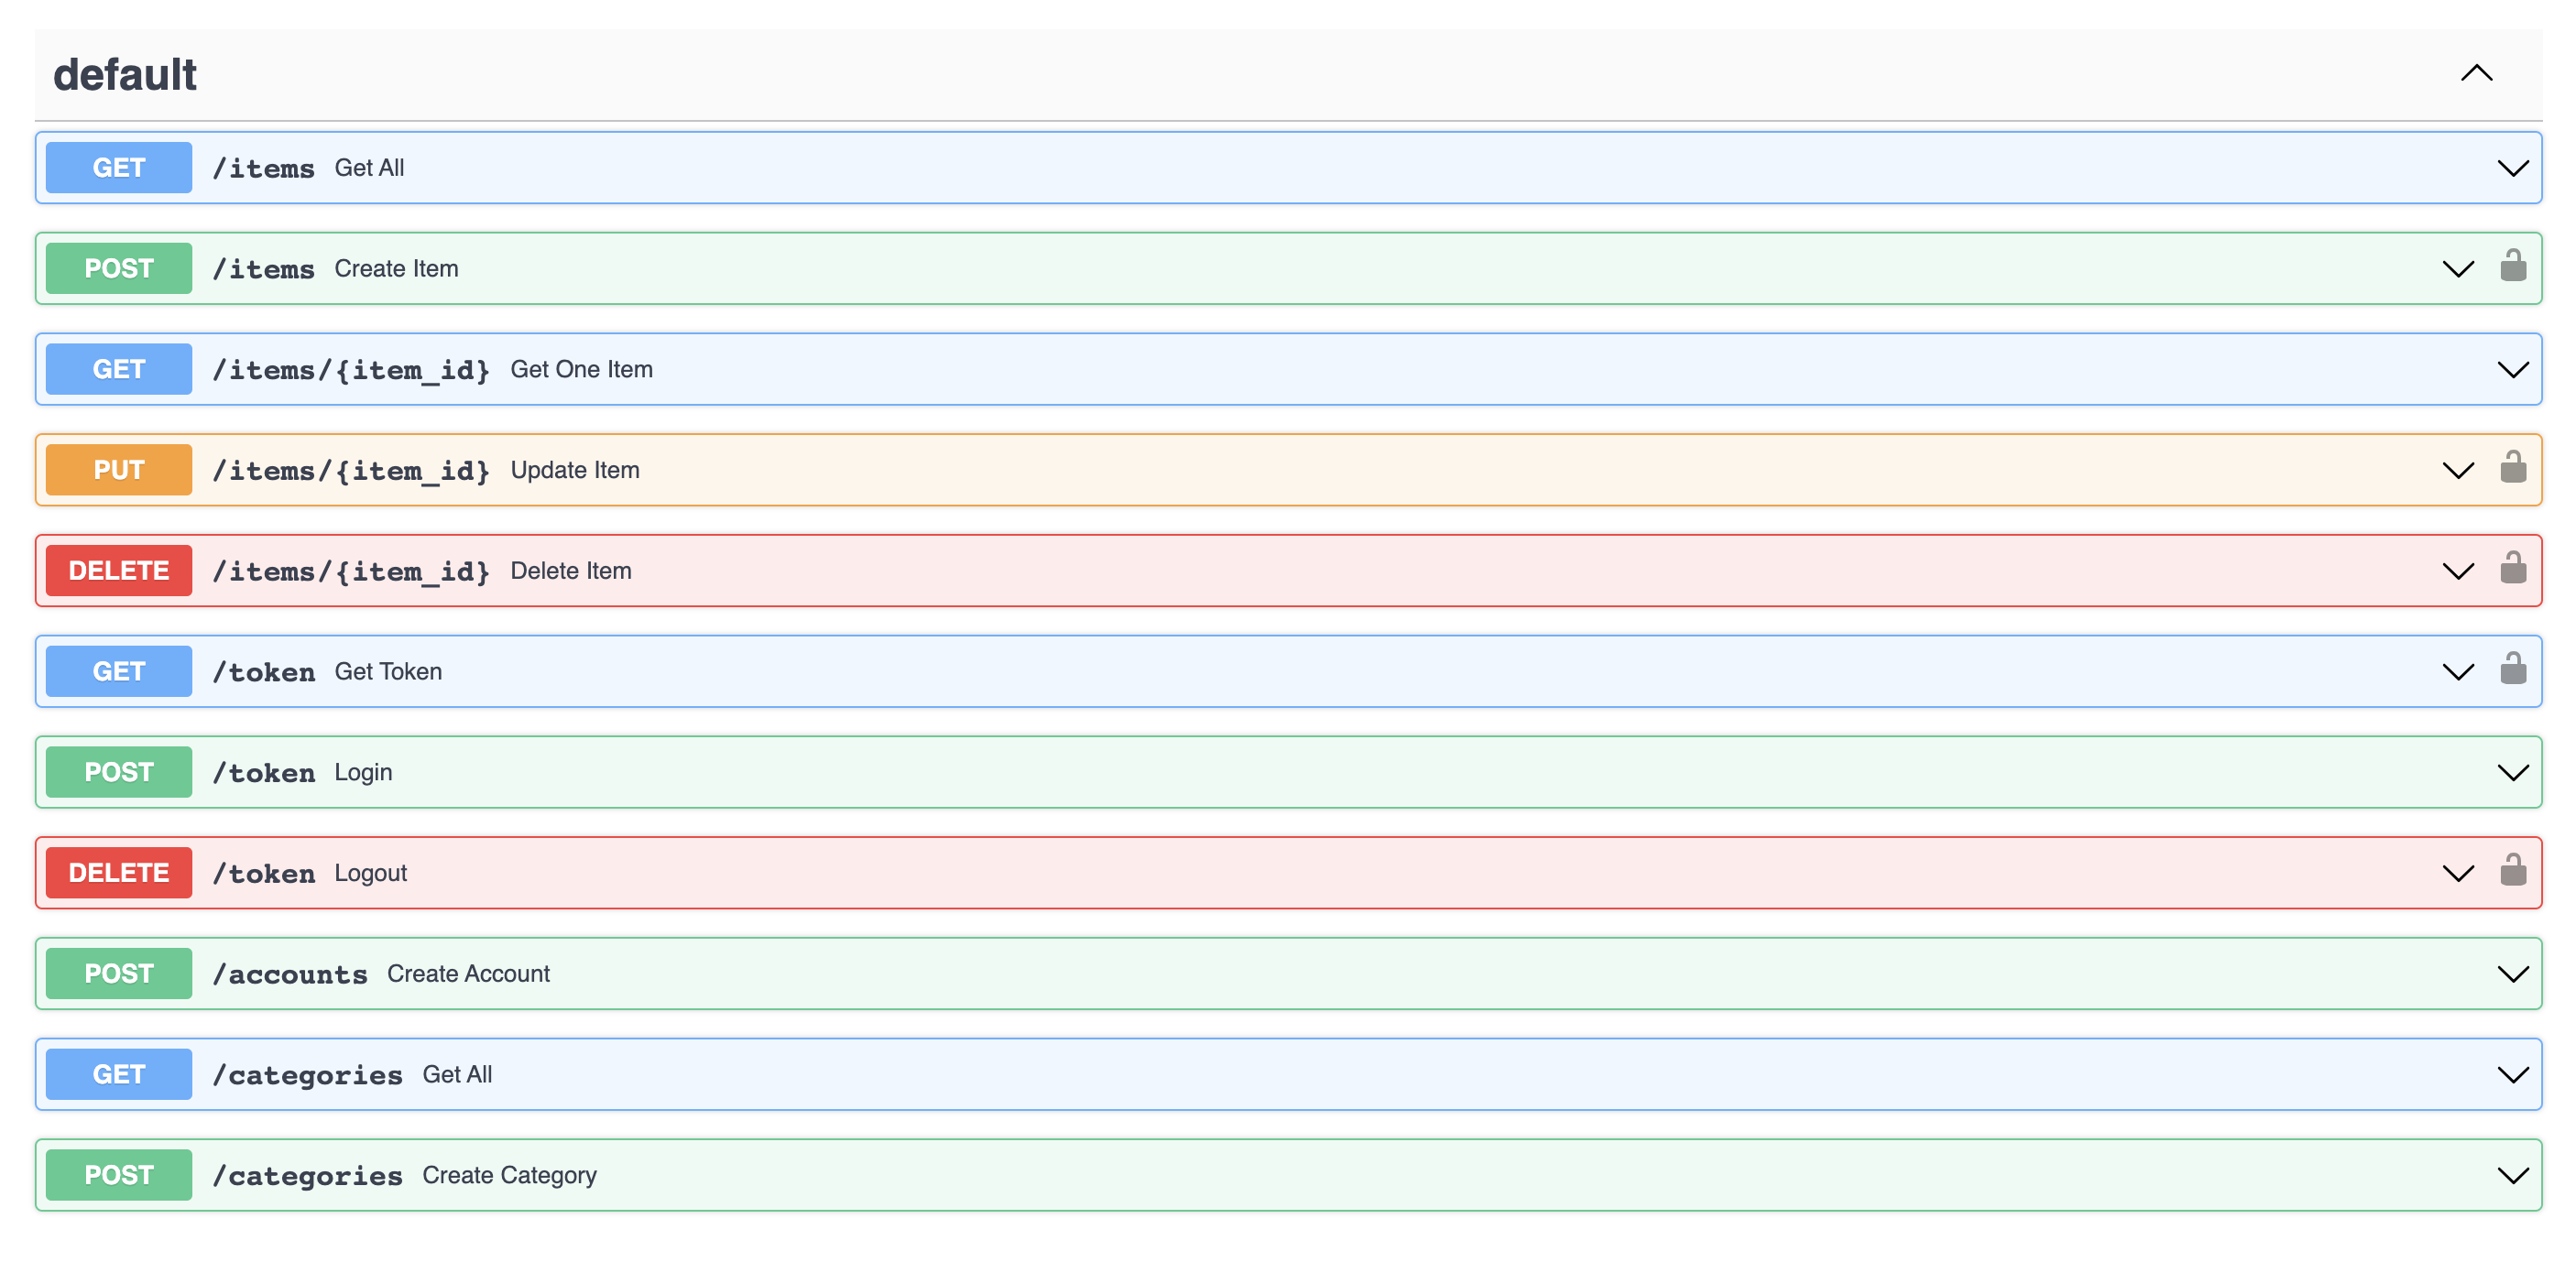 default
GET /items Get All
POST /items Create Item
GET /items/{item_id} Get One Item
PUT /items/{item_id} Update Item
DELETE /items/{item_id} Delete Item
GET /token Get Token
POST /token Login
DELETE /token Logout
POST /accounts Create Account
GET /categories Get All
POST /categories Create Category